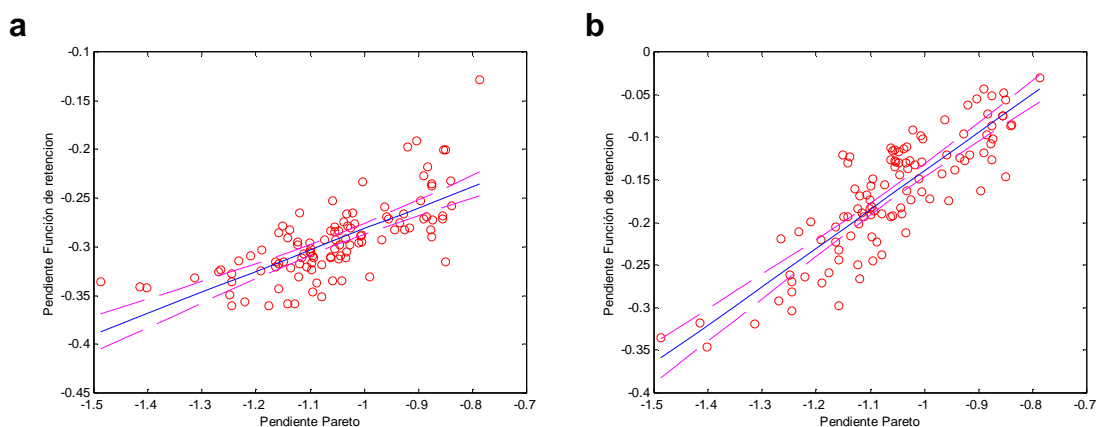 a
-0.1
-0.15
-0.2
-0.25
-0.3
-0.35
-0.4
-0.45
Pendiente Función de retencion
-1.5 -1.4 -1.3 -1.2 -1.1 -1 -0.9 -0.8 -0.7
Pendiente Pareto
b
0
-0.05
-0.1
-0.15
-0.2
-0.25
-0.3
-0.35
-0.4
Pendiente Función de retencion
-1.5 -1.4 -1.3 -1.2 -1.1 -1 -0.9 -0.8 -0.7
Pendiente Pareto